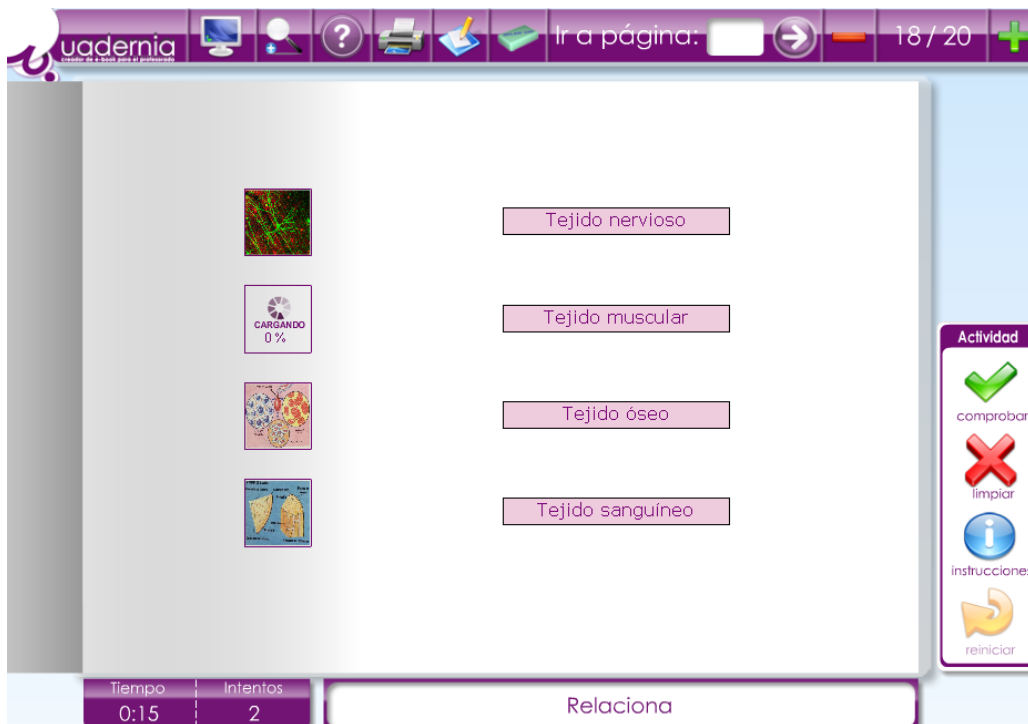 uadernia
creador de e-book para el profesorado
Ir a página:
18 / 20
Tejido nervioso
CARGANDO
0 %
Tejido muscular
Tejido óseo
Tejido sanguíneo
Actividad
comprobar
limpiar
instrucciones
reiniciar
Tiempo
Intentos
0:15
2
Relaciona